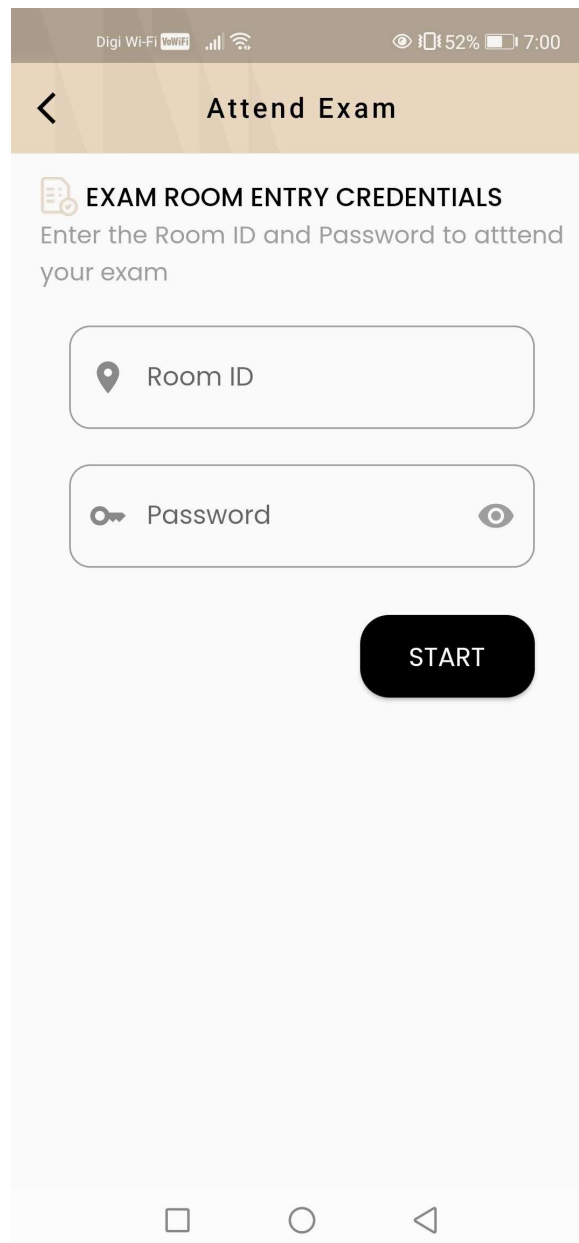 Digi Wi-Fi VoWiFi 52% 7:00
Attend Exam
EXAM ROOM ENTRY CREDENTIALS
Enter the Room ID and Password to atttend
your exam
Room ID
Password
START